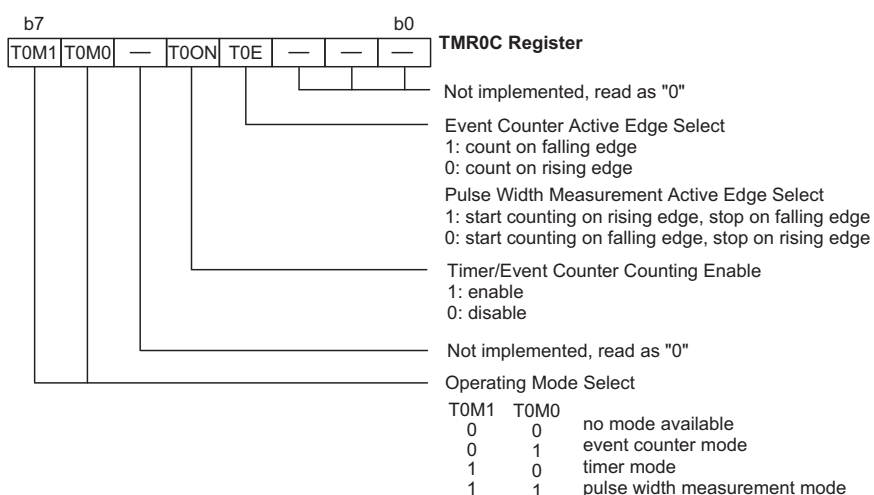 b7 b0
T0M1 T0M0 — T0ON T0E — — —
TMR0C Register
Not implemented, read as "0"
Event Counter Active Edge Select
1: count on falling edge
0: count on rising edge
Pulse Width Measurement Active Edge Select
1: start counting on rising edge, stop on falling edge
0: start counting on falling edge, stop on rising edge
Timer/Event Counter Counting Enable
1: enable
0: disable
Not implemented, read as "0"
Operating Mode Select
T0M1 T0M0
0 0 no mode available
0 1 event counter mode
1 0 timer mode
1 1 pulse width measurement mode